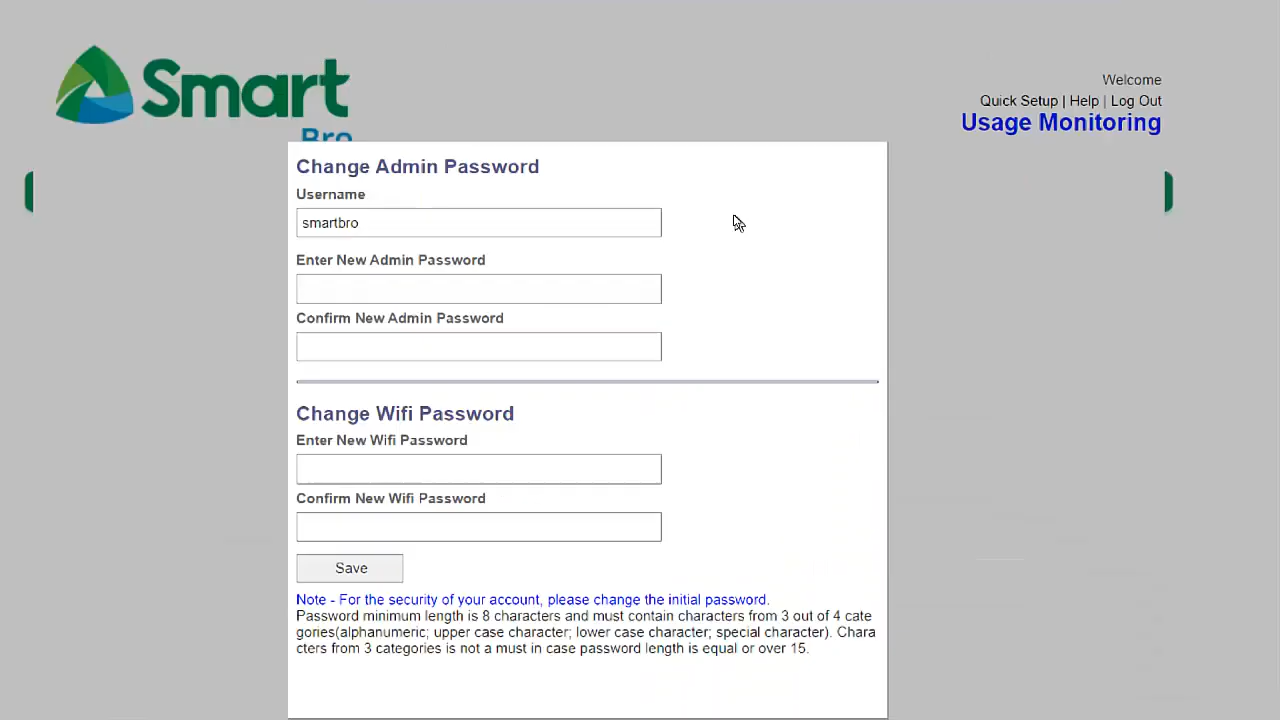 Smart
Bro
Welcome
Quick Setup | Help | Log Out
Usage Monitoring
Change Admin Password
Username
smartbro
Enter New Admin Password
Confirm New Admin Password
Change Wifi Password
Enter New Wifi Password
Confirm New Wifi Password
Save
Note - For the security of your account, please change the initial password.
Password minimum length is 8 characters and must contain characters from 3 out of 4 cate
gories(alphanumeric; upper case character; lower case character; special character). Chara
cters from 3 categories is not a must in case password length is equal or over 15.